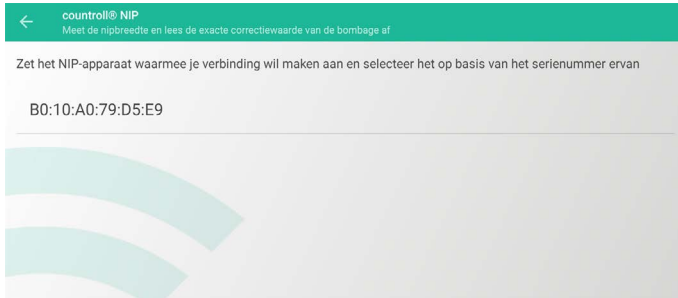 countroll® NIP
Meet de nipbreedte en lees de exacte correctiewaarde van de bombage af
Zet het NIP-apparaat waarmee je verbinding wil maken aan en selecteer het op basis van het serienummer ervan
B0:10:A0:79:D5:E9